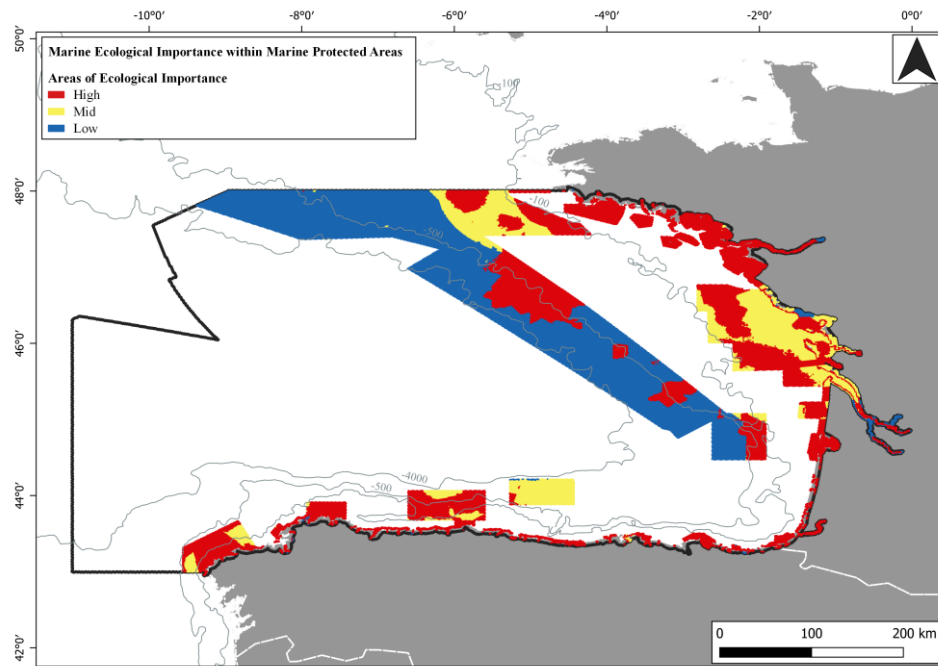 -10°0' -8°0' -6°0' -4°0' -2°0' 0°0'
50°0'
Marine Ecological Importance within Marine Protected Areas
Areas of Ecological Importance
High
Mid
Low
-100
48°0'
-100
-500
46°0'
44°0'
-4000
-500
42°0'
0 100 200 km